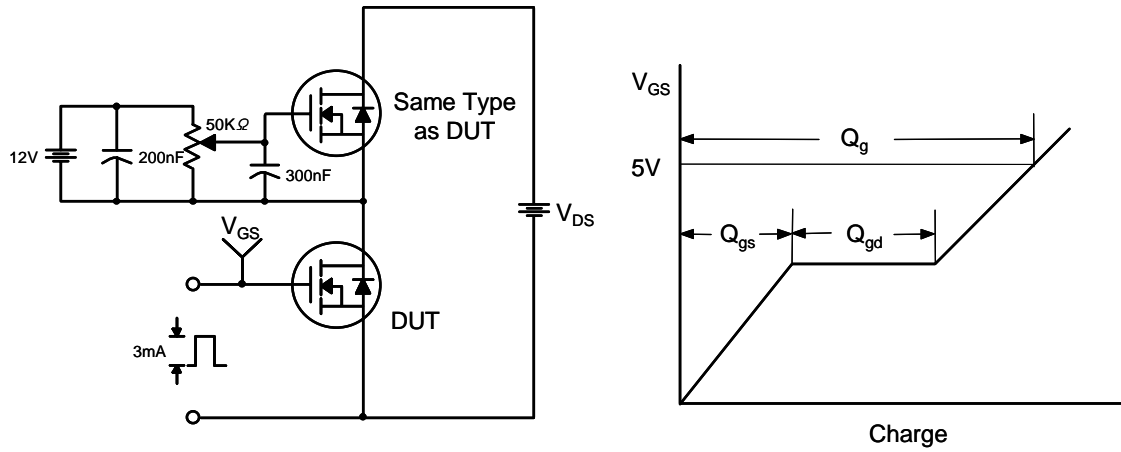 12V
200nF
50KΩ
300nF
Same Type
as DUT
V_DS
V_GS
DUT
3mA
V_GS
5V
Q_g
Q_gs
Q_gd
Charge